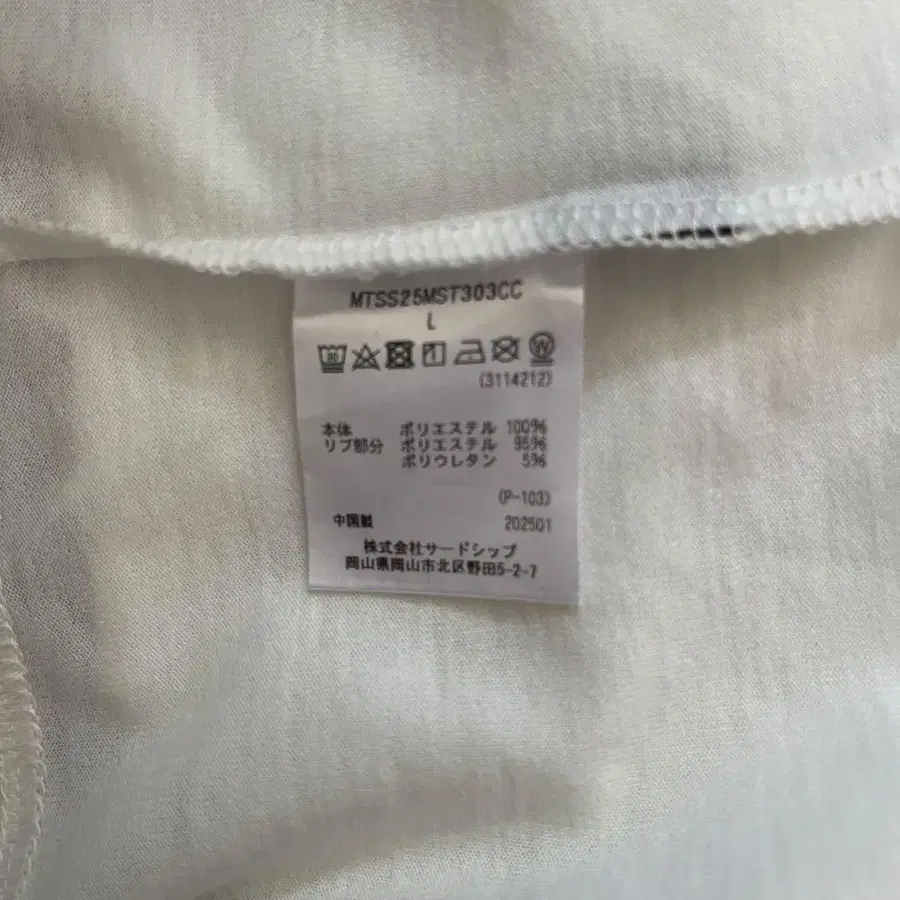 MTSS25MST303CC
L
30
(3114212)
本体 ポリエステル 100%
リブ部分 ポリエステル 95%
ポリウレタン 5%
(P-103)
中国製 202501
株式会社サードシップ
岡山県岡山市北区野田5-2-7